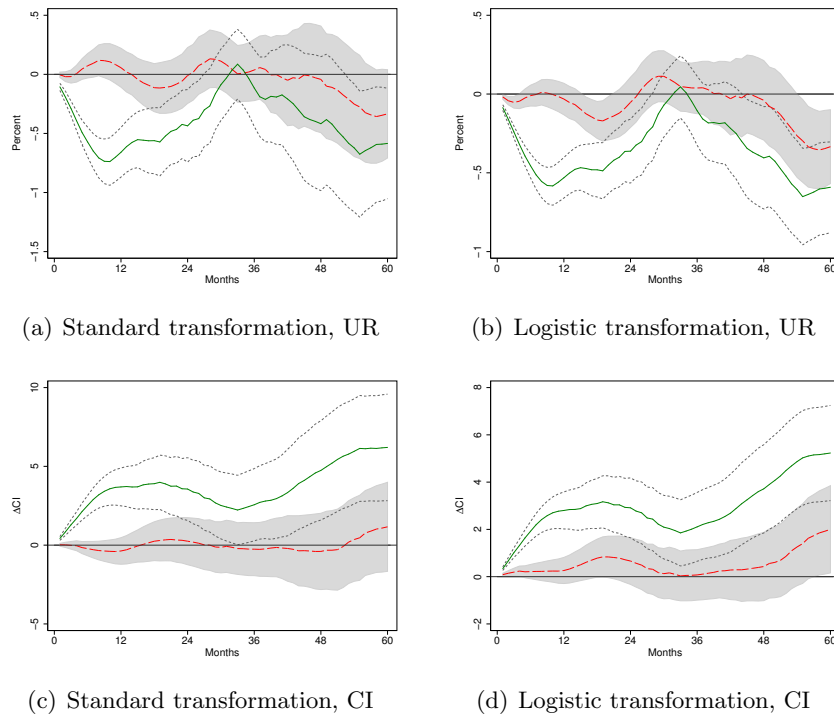 .5
0
-.5
-1
-1.5
Percent
0 12 24 36 48 60
Months
(a) Standard transformation, UR
.5
0
-.5
-1
Percent
0 12 24 36 48 60
Months
(b) Logistic transformation, UR
10
5
0
-5
ΔCI
0 12 24 36 48 60
Months
(c) Standard transformation, CI
8
6
4
2
0
-2
ΔCI
0 12 24 36 48 60
Months
(d) Logistic transformation, CI